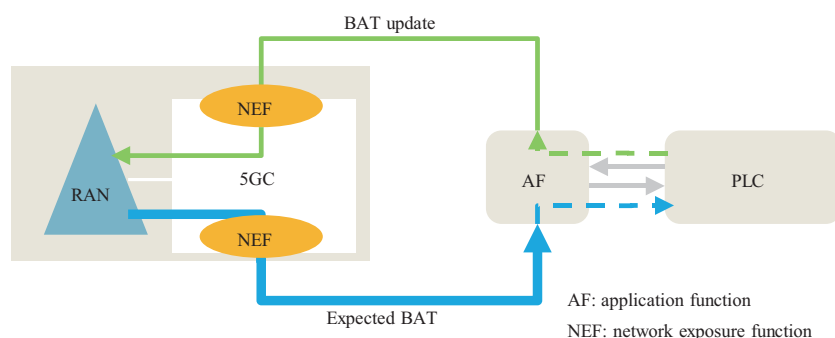 BAT update
NEF
5GC
RAN
AF
PLC
NEF
Expected BAT
AF: application function
NEF: network exposure function